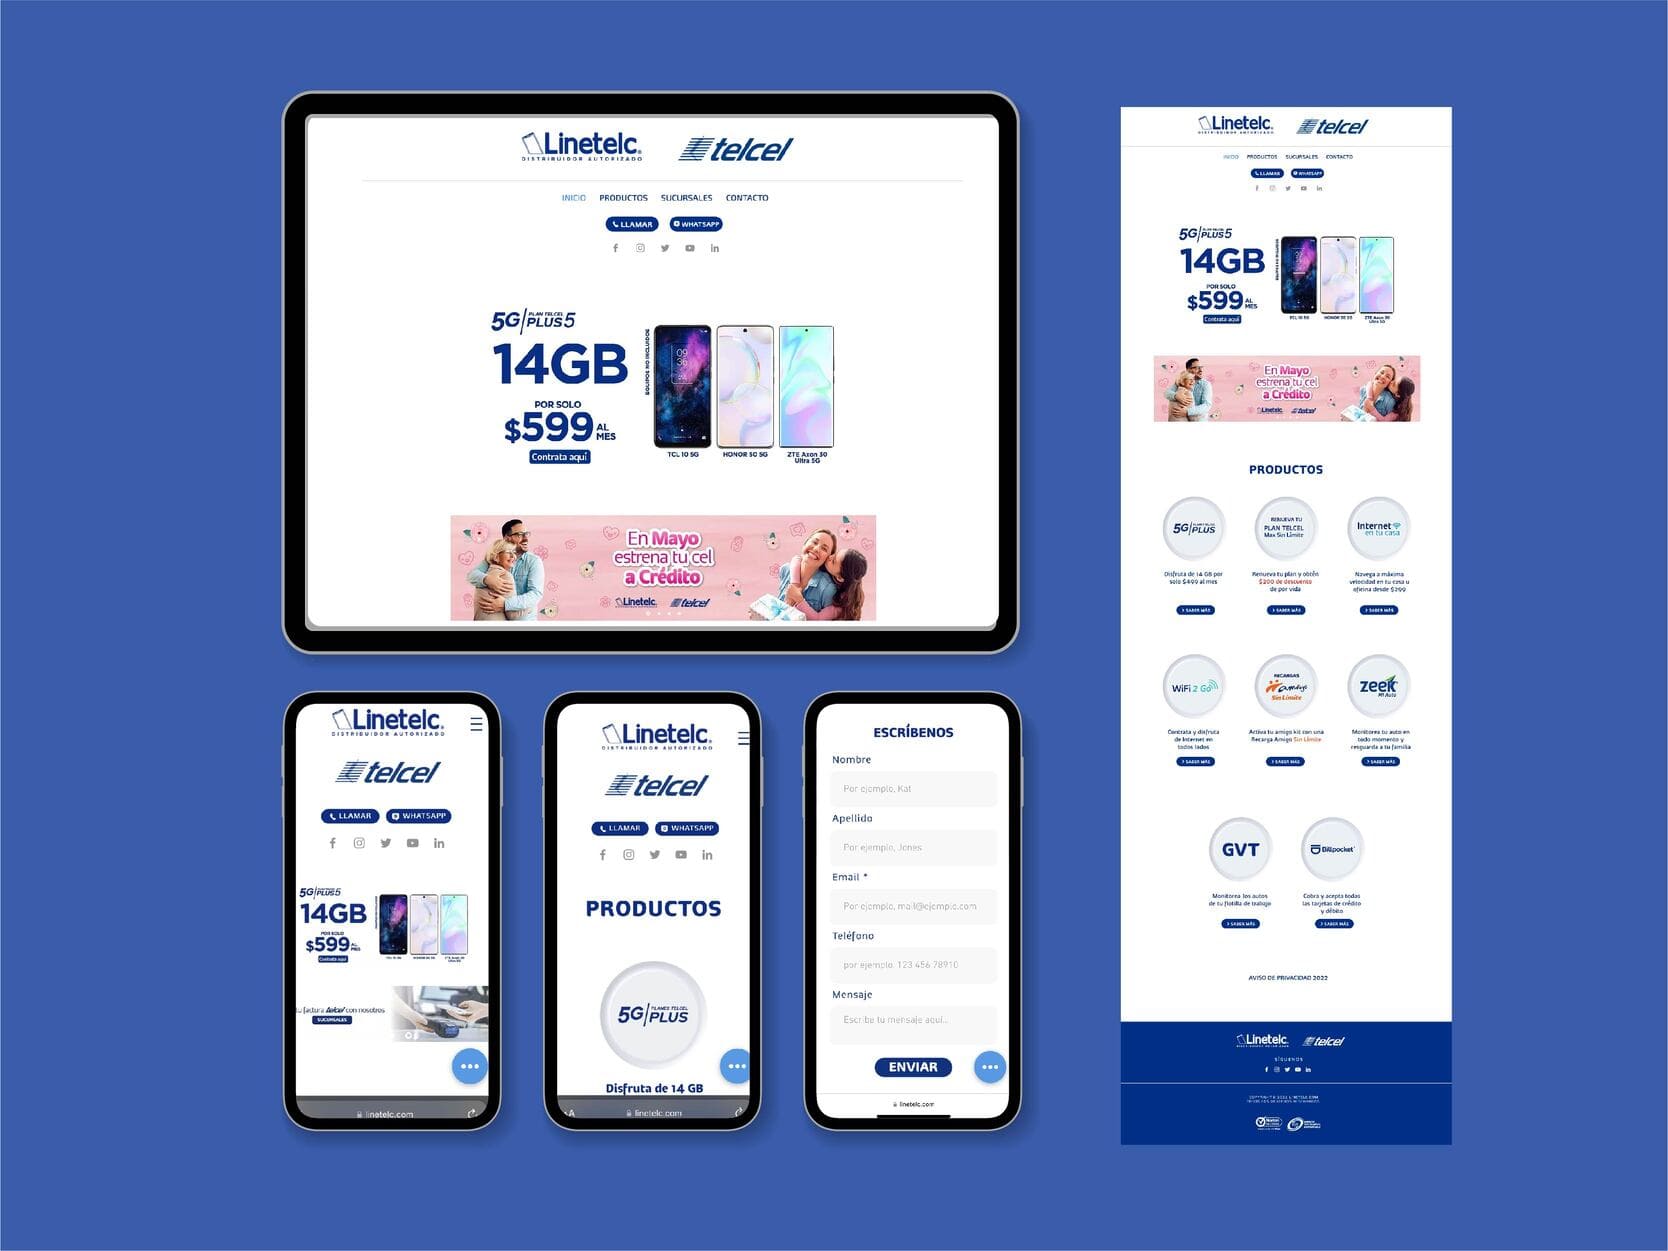 Linetelc.
DISTRIBUIDOR AUTORIZADO
telcel
INICIO PRODUCTOS SUCURSALES CONTACTO
LLAMAR WHATSAPP
5G PLAN TELCEL PLUS 5
14GB
POR SOLO
$599 AL MES
Contrata aquí
EQUIPOS NO INCLUIDOS
TCL 10 5G
HONOR 50 5G
ZTE Axon 30 Ultra 5G
En Mayo
estrena tu cel
a Crédito
Linetelc. telcel
Linetelc.
DISTRIBUIDOR AUTORIZADO
telcel
LLAMAR WHATSAPP
5G PLUS 5
14GB
POR SOLO
$599 AL MES
Contrata aquí
tu factura telcel con nosotros
SUCURSALES
linetelc.com
Linetelc.
DISTRIBUIDOR AUTORIZADO
telcel
LLAMAR WHATSAPP
PRODUCTOS
5G PLANES TELCEL PLUS
Disfruta de 14 GB
AA linetelc.com
ESCRÍBENOS
Nombre
Por ejemplo, Kat
Apellido
Por ejemplo, Jones
Email *
Por ejemplo, mail@ejemplo.com
Teléfono
por ejemplo. 123 456 78910
Mensaje
Escribe tu mensaje aquí...
ENVIAR
linetelc.com
Linetelc.
DISTRIBUIDOR AUTORIZADO
telcel
INICIO PRODUCTOS SUCURSALES CONTACTO
LLAMAR WHATSAPP
5G PLAN TELCEL PLUS 5
14GB
POR SOLO
$599 AL MES
Contrata aquí
TCL 10 5G
HONOR 50 5G
ZTE Axon 30 Ultra 5G
En Mayo
estrena tu cel
a Crédito
Linetelc. telcel
PRODUCTOS
5G PLANES TELCEL PLUS
Disfruta de 14 GB por
solo $499 al mes
> SABER MÁS
RENUEVA TU
PLAN TELCEL
Max Sin Límite
Renueva tu plan y obtén
$200 de descuento
de por vida
> SABER MÁS
Internet
en tu casa
Navega a máxima
velocidad en tu casa u
oficina desde $299
> SABER MÁS
WiFi 2 Go
Contrata y disfruta
de Internet en
todos lados
> SABER MÁS
RECARGAS
amigo
Sin Límite
Activa tu amigo kit con una
Recarga Amigo Sin Límite
> SABER MÁS
zeek
Mi Auto
Monitorea tu auto en
todo momento y
resguarda a tu familia
> SABER MÁS
GVT
Monitorea los autos
de tu flotilla de trabajo
> SABER MÁS
Billpocket
Cobra y acepta todas
las tarjetas de crédito
y débito
> SABER MÁS
AVISO DE PRIVACIDAD 2022
Linetelc. telcel
SÍGUENOS
Norton